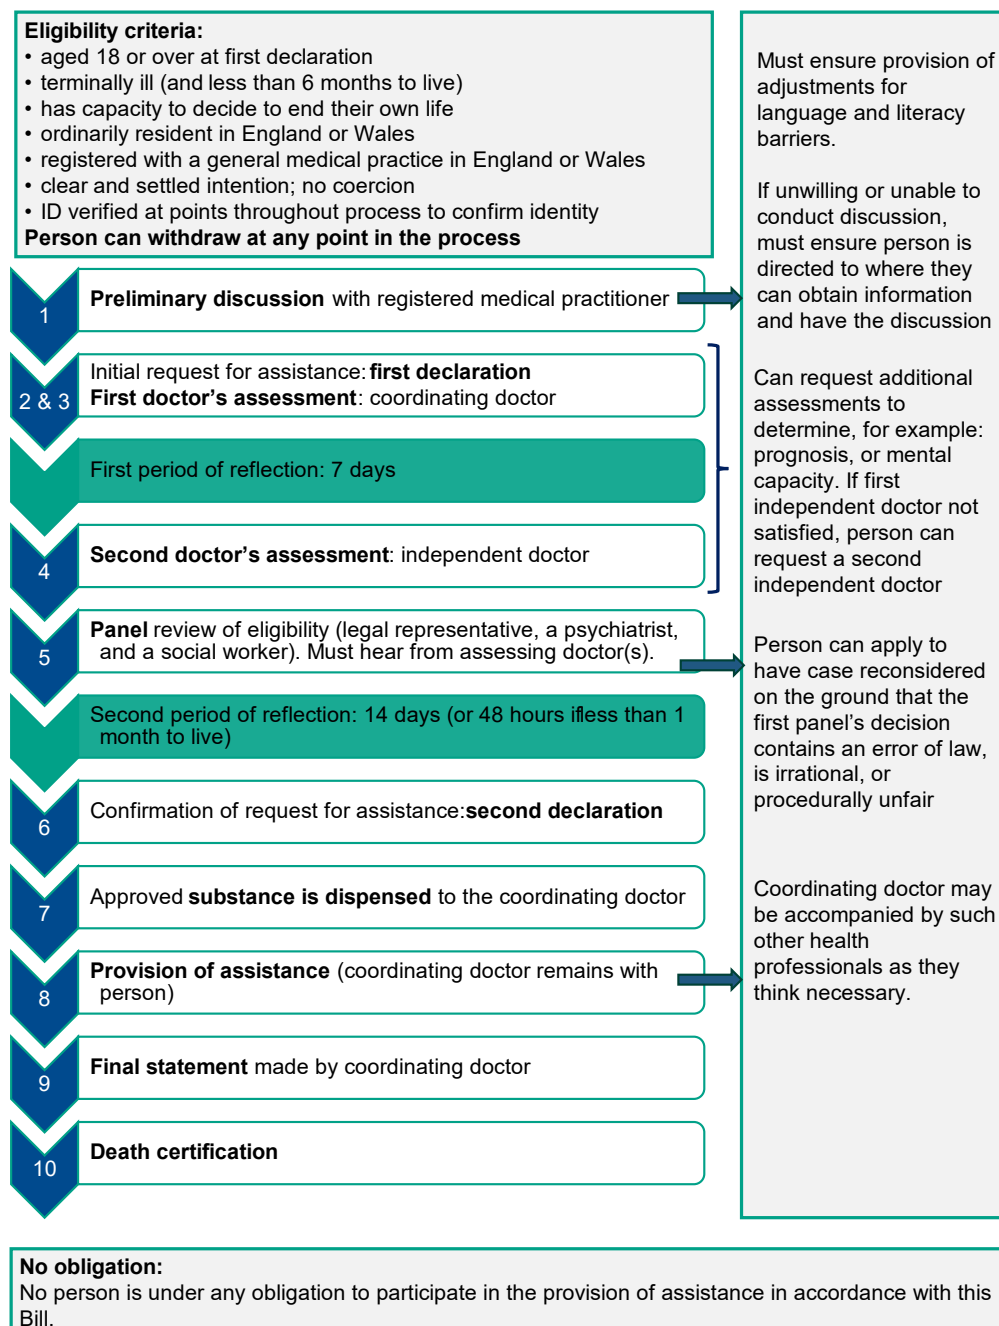 Eligibility criteria:
• aged 18 or over at first declaration
• terminally ill (and less than 6 months to live)
• has capacity to decide to end their own life
• ordinarily resident in England or Wales
• registered with a general medical practice in England or Wales
• clear and settled intention; no coercion
• ID verified at points throughout process to confirm identity
Person can withdraw at any point in the process
1
Preliminary discussion with registered medical practitioner
2 & 3
Initial request for assistance: first declaration
First doctor's assessment: coordinating doctor
First period of reflection: 7 days
4
Second doctor's assessment: independent doctor
5
Panel review of eligibility (legal representative, a psychiatrist,
and a social worker). Must hear from assessing doctor(s).
Second period of reflection: 14 days (or 48 hours ifless than 1
month to live)
6
Confirmation of request for assistance:second declaration
7
Approved substance is dispensed to the coordinating doctor
8
Provision of assistance (coordinating doctor remains with
person)
9
Final statement made by coordinating doctor
10
Death certification
Must ensure provision of
adjustments for
language and literacy
barriers.
If unwilling or unable to
conduct discussion,
must ensure person is
directed to where they
can obtain information
and have the discussion
Can request additional
assessments to
determine, for example:
prognosis, or mental
capacity. If first
independent doctor not
satisfied, person can
request a second
independent doctor
Person can apply to
have case reconsidered
on the ground that the
first panel's decision
contains an error of law,
is irrational, or
procedurally unfair
Coordinating doctor may
be accompanied by such
other health
professionals as they
think necessary.
No obligation:
No person is under any obligation to participate in the provision of assistance in accordance with this
Bill.